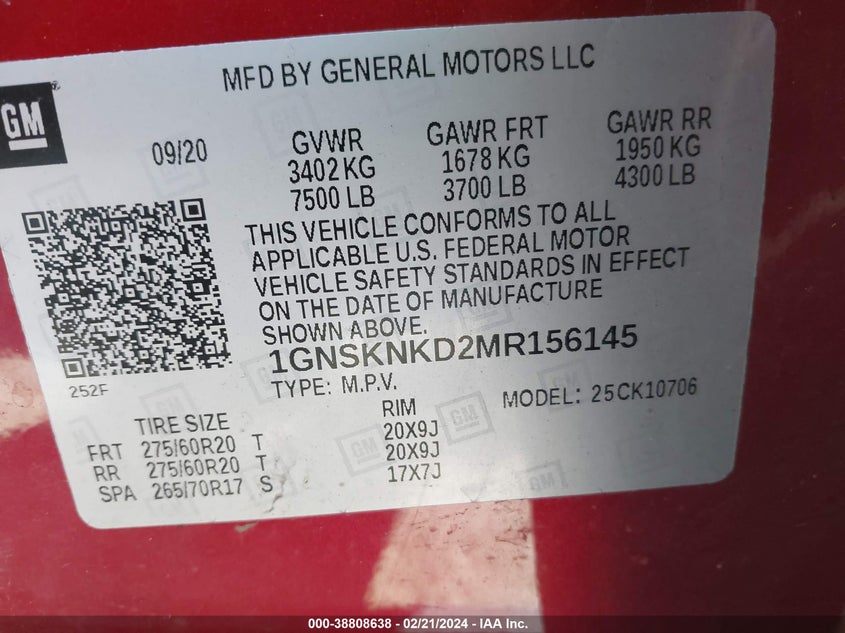 MFD BY GENERAL MOTORS LLC
GM
09/20
GVWR
3402 KG
7500 LB
GAWR FRT
1678 KG
3700 LB
GAWR RR
1950 KG
4300 LB
THIS VEHICLE CONFORMS TO ALL
APPLICABLE U.S. FEDERAL MOTOR
VEHICLE SAFETY STANDARDS IN EFFECT
ON THE DATE OF MANUFACTURE
SHOWN ABOVE.
1GNSKNKD2MR156145
252F
TYPE: M.P.V.
MODEL: 25CK10706
TIRE SIZE RIM
FRT 275/60R20 T 20X9J
RR 275/60R20 T 20X9J
SPA 265/70R17 S 17X7J
GM
GM
GM
000-38808638 - 02/21/2024 - IAA Inc.